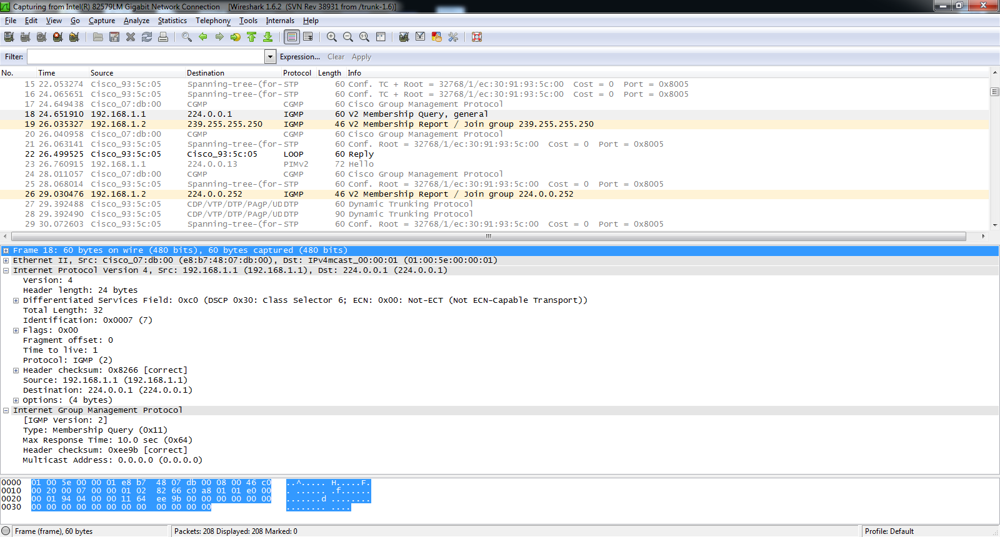 Capturing from Intel(R) 82579LM Gigabit Network Connection    [Wireshark 1.6.2  (SVN Rev 38931 from /trunk-1.6)]
File Edit View Go Capture Analyze Statistics Telephony Tools Internals Help
Filter: Expression... Clear Apply
No. Time Source Destination Protocol Length Info
15 22.053274 Cisco_93:5c:05 Spanning-tree-(for- STP 60 Conf. TC + Root = 32768/1/ec:30:91:93:5c:00  Cost = 0  Port = 0x8005
16 24.065651 Cisco_93:5c:05 Spanning-tree-(for- STP 60 Conf. TC + Root = 32768/1/ec:30:91:93:5c:00  Cost = 0  Port = 0x8005
17 24.649438 Cisco_07:db:00 CGMP CGMP 60 Cisco Group Management Protocol
18 24.651910 192.168.1.1 224.0.0.1 IGMP 60 V2 Membership Query, general
19 26.035327 192.168.1.2 239.255.255.250 IGMP 46 V2 Membership Report / Join group 239.255.255.250
20 26.040958 Cisco_07:db:00 CGMP CGMP 60 Cisco Group Management Protocol
21 26.063141 Cisco_93:5c:05 Spanning-tree-(for- STP 60 Conf. Root = 32768/1/ec:30:91:93:5c:00  Cost = 0  Port = 0x8005
22 26.499525 Cisco_93:5c:05 Cisco_93:5c:05 LOOP 60 Reply
23 26.760915 192.168.1.1 224.0.0.13 PIMv2 72 Hello
24 28.011057 Cisco_07:db:00 CGMP CGMP 60 Cisco Group Management Protocol
25 28.068014 Cisco_93:5c:05 Spanning-tree-(for- STP 60 Conf. Root = 32768/1/ec:30:91:93:5c:00  Cost = 0  Port = 0x8005
26 29.030476 192.168.1.2 224.0.0.252 IGMP 46 V2 Membership Report / Join group 224.0.0.252
27 29.392488 Cisco_93:5c:05 CDP/VTP/DTP/PAgP/UD DTP 60 Dynamic Trunking Protocol
28 29.392490 Cisco_93:5c:05 CDP/VTP/DTP/PAgP/UD DTP 90 Dynamic Trunking Protocol
29 30.072603 Cisco_93:5c:05 Spanning-tree-(for- STP 60 Conf. Root = 32768/1/ec:30:91:93:5c:00  Cost = 0  Port = 0x8005
Frame 18: 60 bytes on wire (480 bits), 60 bytes captured (480 bits)
Ethernet II, Src: Cisco_07:db:00 (e8:b7:48:07:db:00), Dst: IPv4mcast_00:00:01 (01:00:5e:00:00:01)
Internet Protocol Version 4, Src: 192.168.1.1 (192.168.1.1), Dst: 224.0.0.1 (224.0.0.1)
Version: 4
Header length: 24 bytes
Differentiated Services Field: 0xc0 (DSCP 0x30: Class Selector 6; ECN: 0x00: Not-ECT (Not ECN-Capable Transport))
Total Length: 32
Identification: 0x0007 (7)
Flags: 0x00
Fragment offset: 0
Time to live: 1
Protocol: IGMP (2)
Header checksum: 0x8266 [correct]
Source: 192.168.1.1 (192.168.1.1)
Destination: 224.0.0.1 (224.0.0.1)
Options: (4 bytes)
Internet Group Management Protocol
[IGMP Version: 2]
Type: Membership Query (0x11)
Max Response Time: 10.0 sec (0x64)
Header checksum: 0xee9b [correct]
Multicast Address: 0.0.0.0 (0.0.0.0)
0000  01 00 5e 00 00 01 e8 b7  48 07 db 00 08 00 46 c0  ..^..... H.....F.
0010  00 20 00 07 00 00 01 02  82 66 c0 a8 01 01 e0 00  . ...... .f......
0020  00 01 94 04 00 00 11 64  ee 9b 00 00 00 00 00 00  .......d ........
0030  00 00 00 00 00 00 00 00  00 00 00 00  ........ ....
Frame (frame), 60 bytes Packets: 208 Displayed: 208 Marked: 0 Profile: Default